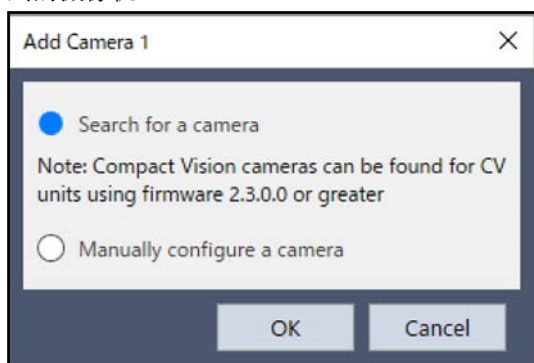 Add Camera 1
Search for a camera
Note: Compact Vision cameras can be found for CV
units using firmware 2.3.0.0 or greater
Manually configure a camera
OK Cancel